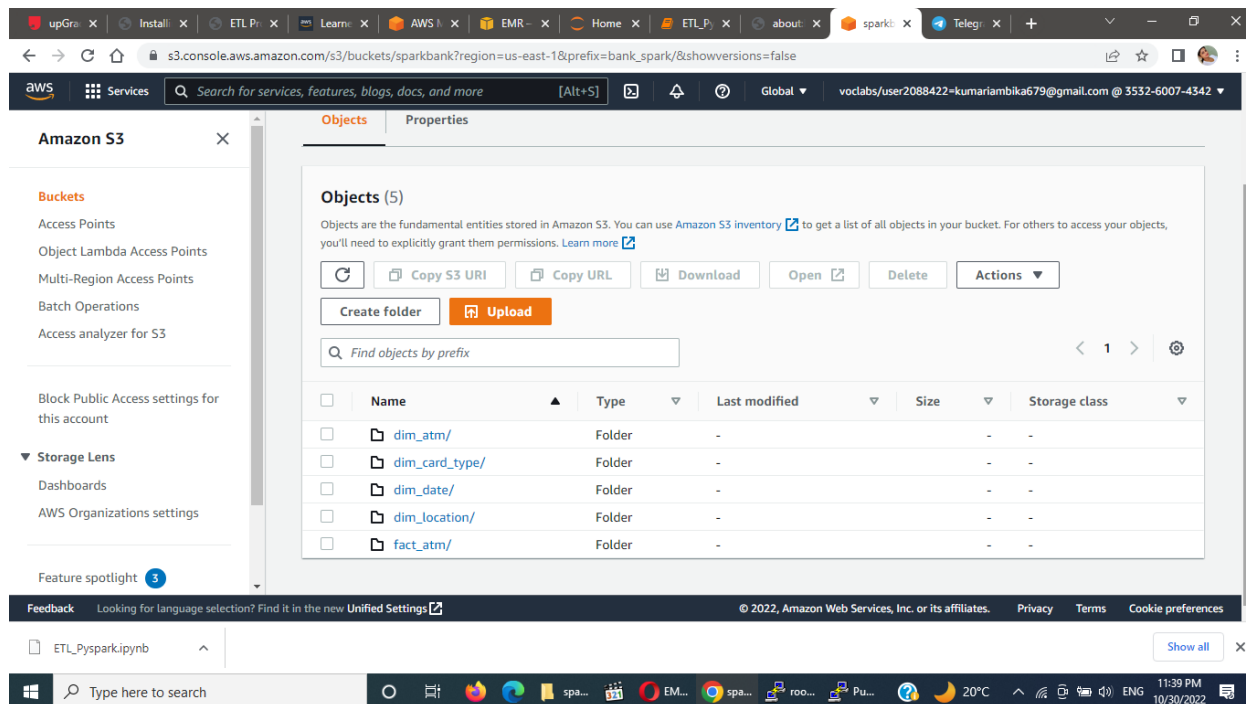 upGra Installi ETL Pr Learne AWS M EMR – Home ETL_Py about: sparkb Telegr
s3.console.aws.amazon.com/s3/buckets/sparkbank?region=us-east-1&prefix=bank_spark/&showversions=false
aws Services Search for services, features, blogs, docs, and more [Alt+S] Global voclabs/user2088422=kumariambika679@gmail.com @ 3532-6007-4342
Amazon S3
Buckets
Access Points
Object Lambda Access Points
Multi-Region Access Points
Batch Operations
Access analyzer for S3
Block Public Access settings for
this account
Storage Lens
Dashboards
AWS Organizations settings
Feature spotlight 3
Objects Properties
Objects (5)
Objects are the fundamental entities stored in Amazon S3. You can use Amazon S3 inventory to get a list of all objects in your bucket. For others to access your objects,
you'll need to explicitly grant them permissions. Learn more
Copy S3 URI Copy URL Download Open Delete Actions
Create folder Upload
Find objects by prefix 1
Name Type Last modified Size Storage class
dim_atm/ Folder - - -
dim_card_type/ Folder - - -
dim_date/ Folder - - -
dim_location/ Folder - - -
fact_atm/ Folder - - -
Feedback Looking for language selection? Find it in the new Unified Settings © 2022, Amazon Web Services, Inc. or its affiliates. Privacy Terms Cookie preferences
ETL_Pyspark.ipynb Show all
Type here to search spa... 321 EM... spa... roo... Pu... 20°C ENG 11:39 PM
10/30/2022